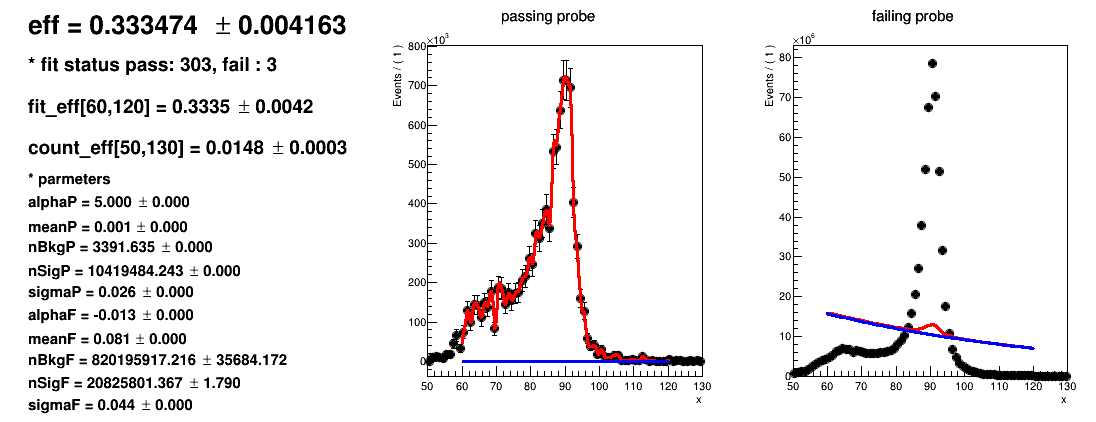 eff = 0.333474 ± 0.004163
* fit status pass: 303, fail : 3
fit_eff[60,120] = 0.3335 ± 0.0042
count_eff[50,130] = 0.0148 ± 0.0003
* parmeters
alphaP = 5.000 ± 0.000
meanP = 0.001 ± 0.000
nBkgP = 3391.635 ± 0.000
nSigP = 10419484.243 ± 0.000
sigmaP = 0.026 ± 0.000
alphaF = -0.013 ± 0.000
meanF = 0.081 ± 0.000
nBkgF = 820195917.216 ± 35684.172
nSigF = 20825801.367 ± 1.790
sigmaF = 0.044 ± 0.000
passing probe
×10³
Events / ( 1 )
800
700
600
500
400
300
200
100
0
50 60 70 80 90 100 110 120 130
x
failing probe
×10⁶
Events / ( 1 )
80
70
60
50
40
30
20
10
0
50 60 70 80 90 100 110 120 130
x